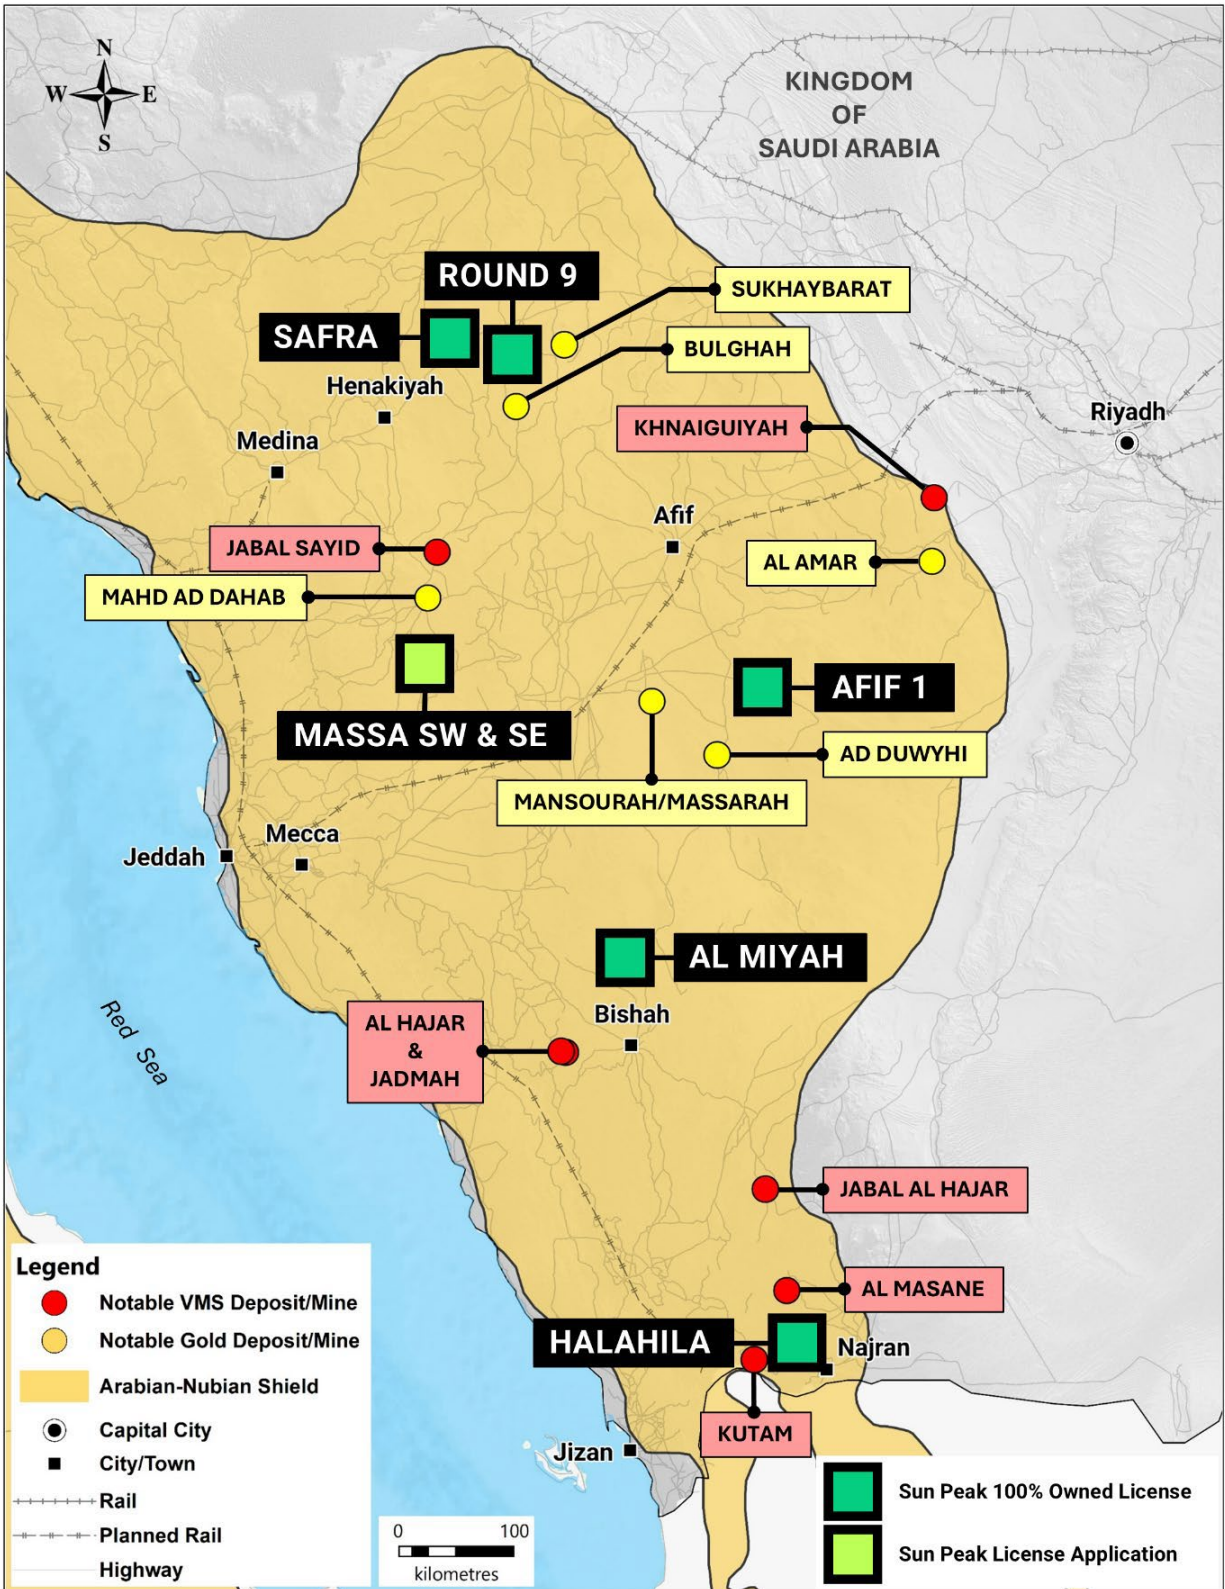 N
W
E
S
KINGDOM
OF
SAUDI ARABIA
ROUND 9
SUKHAYBARAT
SAFRA
BULGHAH
Henakiyah
KHNAIGUIYAH
Riyadh
Medina
Afif
JABAL SAYID
AL AMAR
MAHD AD DAHAB
AFIF 1
MASSA SW & SE
AD DUWYHI
MANSOURAH/MASSARAH
Mecca
Jeddah
AL MIYAH
Red Sea
Bishah
AL HAJAR
&
JADMAH
JABAL AL HAJAR
AL MASANE
HALAHILA
Najran
KUTAM
Jizan
Legend
Notable VMS Deposit/Mine
Notable Gold Deposit/Mine
Arabian-Nubian Shield
Capital City
City/Town
Rail
Planned Rail
Highway
0 100
kilometres
Sun Peak 100% Owned License
Sun Peak License Application